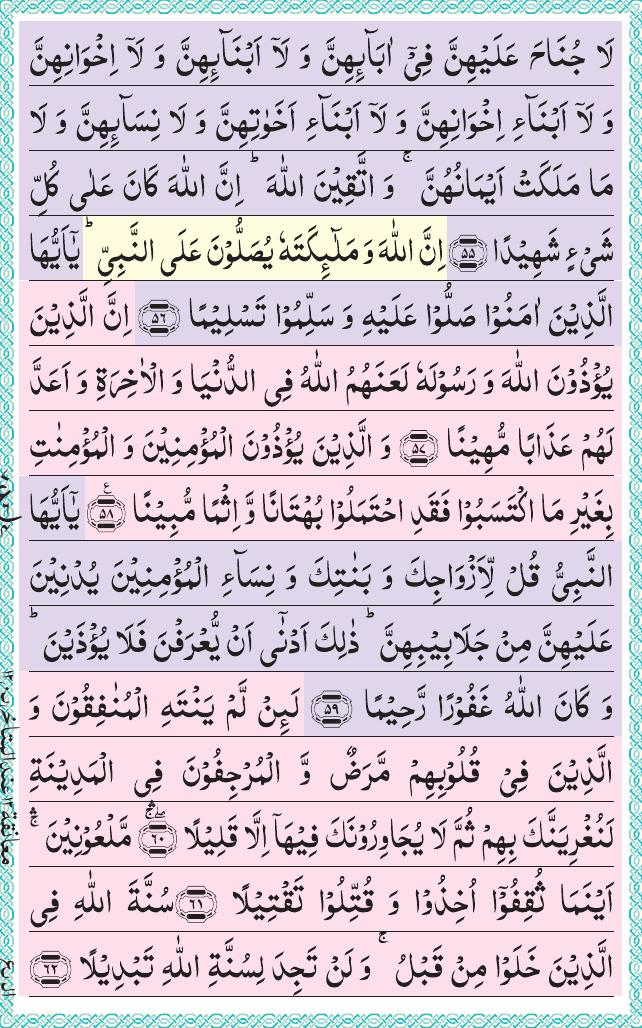 لَا جُنَاحَ عَلَيْهِنَّ فِيْۤ اٰبَآىِٕهِنَّ وَ لَاۤ اَبْنَآىِٕهِنَّ وَ لَاۤ اِخْوَانِهِنَّ
وَ لَاۤ اَبْنَآءِ اِخْوَانِهِنَّ وَ لَاۤ اَبْنَآءِ اَخَوٰتِهِنَّ وَ لَا نِسَآىِٕهِنَّ وَ لَا
مَا مَلَكَتْ اَيْمَانُهُنَّ ۚ وَ اتَّقِيْنَ اللّٰهَ ؕ اِنَّ اللّٰهَ كَانَ عَلٰى كُلِّ
شَيْءٍ شَهِيْدًا ۵۵ اِنَّ اللّٰهَ وَ مَلٰٓىِٕكَتَهٗ يُصَلُّوْنَ عَلَى النَّبِيِّ ؕ يٰۤاَيُّهَا
الَّذِيْنَ اٰمَنُوْا صَلُّوْا عَلَيْهِ وَ سَلِّمُوْا تَسْلِيْمًا ۵۶ اِنَّ الَّذِيْنَ
يُؤْذُوْنَ اللّٰهَ وَ رَسُوْلَهٗ لَعَنَهُمُ اللّٰهُ فِي الدُّنْيَا وَ الْاٰخِرَةِ وَ اَعَدَّ
لَهُمْ عَذَابًا مُّهِيْنًا ۵۷ وَ الَّذِيْنَ يُؤْذُوْنَ الْمُؤْمِنِيْنَ وَ الْمُؤْمِنٰتِ
بِغَيْرِ مَا اكْتَسَبُوْا فَقَدِ احْتَمَلُوْا بُهْتَانًا وَّ اِثْمًا مُّبِيْنًا ۵۸ ع يٰۤاَيُّهَا
النَّبِيُّ قُلْ لِّاَزْوَاجِكَ وَ بَنٰتِكَ وَ نِسَآءِ الْمُؤْمِنِيْنَ يُدْنِيْنَ
عَلَيْهِنَّ مِنْ جَلَابِيْبِهِنَّ ؕ ذٰلِكَ اَدْنٰۤى اَنْ يُّعْرَفْنَ فَلَا يُؤْذَيْنَ ؕ
وَ كَانَ اللّٰهُ غَفُوْرًا رَّحِيْمًا ۵۹ لَىِٕنْ لَّمْ يَنْتَهِ الْمُنٰفِقُوْنَ وَ
الَّذِيْنَ فِيْ قُلُوْبِهِمْ مَّرَضٌ وَّ الْمُرْجِفُوْنَ فِي الْمَدِيْنَةِ
لَنُغْرِيَنَّكَ بِهِمْ ثُمَّ لَا يُجَاوِرُوْنَكَ فِيْهَاۤ اِلَّا قَلِيْلًا ۶۰ مَّلْعُوْنِيْنَ ۛۚ
اَيْنَمَا ثُقِفُوْۤا اُخِذُوْا وَ قُتِّلُوْا تَقْتِيْلًا ۶۱ سُنَّةَ اللّٰهِ فِي
الَّذِيْنَ خَلَوْا مِنْ قَبْلُ ۚ وَ لَنْ تَجِدَ لِسُنَّةِ اللّٰهِ تَبْدِيْلًا ۶۲